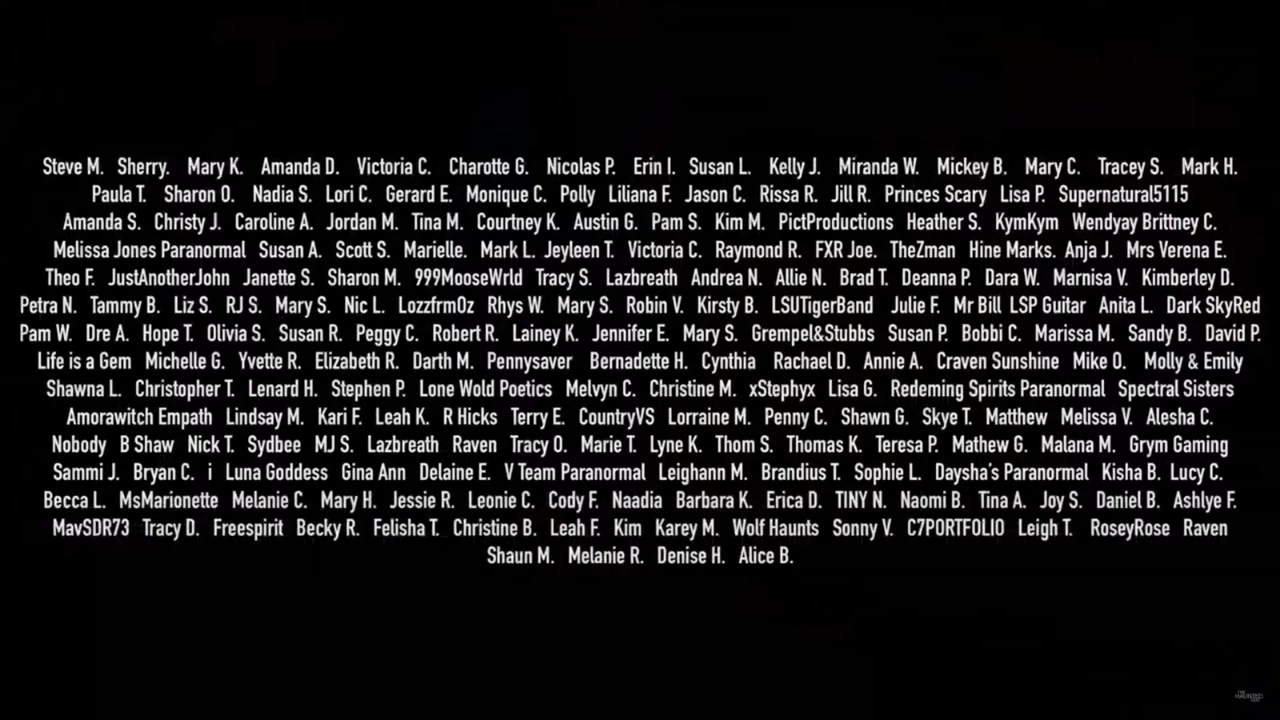 Steve M. Sherry. Mary K. Amanda D. Victoria C. Charotte G. Nicolas P. Erin I. Susan L. Kelly J. Miranda W. Mickey B. Mary C. Tracey S. Mark H.
Paula T. Sharon O. Nadia S. Lori C. Gerard E. Monique C. Polly Liliana F. Jason C. Rissa R. Jill R. Princes Scary Lisa P. Supernatural5115
Amanda S. Christy J. Caroline A. Jordan M. Tina M. Courtney K. Austin G. Pam S. Kim M. PictProductions Heather S. KymKym Wendyay Brittney C.
Melissa Jones Paranormal Susan A. Scott S. Marielle. Mark L. Jeyleen T. Victoria C. Raymond R. FXR Joe. TheZman Hine Marks. Anja J. Mrs Verena E.
Theo F. JustAnotherJohn Janette S. Sharon M. 999MooseWrld Tracy S. Lazbreath Andrea N. Allie N. Brad T. Deanna P. Dara W. Marnisa V. Kimberley D.
Petra N. Tammy B. Liz S. RJ S. Mary S. Nic L. LozzfrmOz Rhys W. Mary S. Robin V. Kirsty B. LSUTigerBand Julie F. Mr Bill LSP Guitar Anita L. Dark SkyRed
Pam W. Dre A. Hope T. Olivia S. Susan R. Peggy C. Robert R. Lainey K. Jennifer E. Mary S. Grempel&Stubbs Susan P. Bobbi C. Marissa M. Sandy B. David P.
Life is a Gem Michelle G. Yvette R. Elizabeth R. Darth M. Pennysaver Bernadette H. Cynthia Rachael D. Annie A. Craven Sunshine Mike O. Molly & Emily
Shawna L. Christopher T. Lenard H. Stephen P. Lone Wold Poetics Melvyn C. Christine M. xStephyx Lisa G. Redeming Spirits Paranormal Spectral Sisters
Amorawitch Empath Lindsay M. Kari F. Leah K. R Hicks Terry E. CountryVS Lorraine M. Penny C. Shawn G. Skye T. Matthew Melissa V. Alesha C.
Nobody B Shaw Nick T. Sydbee MJ S. Lazbreath Raven Tracy O. Marie T. Lyne K. Thom S. Thomas K. Teresa P. Mathew G. Malana M. Grym Gaming
Sammi J. Bryan C. i Luna Goddess Gina Ann Delaine E. V Team Paranormal Leighann M. Brandius T. Sophie L. Daysha's Paranormal Kisha B. Lucy C.
Becca L. MsMarionette Melanie C. Mary H. Jessie R. Leonie C. Cody F. Naadia Barbara K. Erica D. TINY N. Naomi B. Tina A. Joy S. Daniel B. Ashlye F.
MavSDR73 Tracy D. Freespirit Becky R. Felisha T. Christine B. Leah F. Kim Karey M. Wolf Haunts Sonny V. C7PORTFOLIO Leigh T. RoseyRose Raven
Shaun M. Melanie R. Denise H. Alice B.
THE
HAUNTED